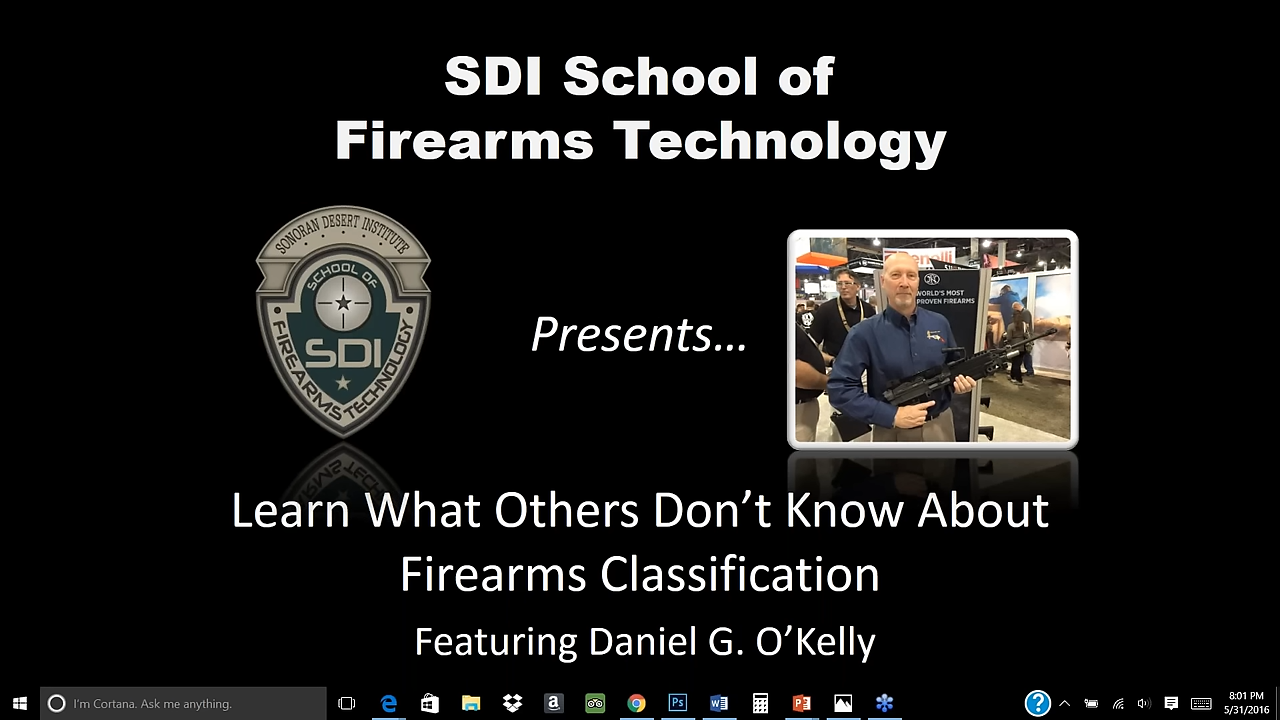 SDI School of
Firearms Technology
SONORAN DESERT INSTITUTE
SCHOOL OF
SDI
FIREARMS TECHNOLOGY
Presents...
Benelli
WORLD'S MOST
PROVEN FIREARMS
Learn What Others Don't Know About
Firearms Classification
Featuring Daniel G. O'Kelly
I'm Cortana. Ask me anything.
8:01 PM
5/31/2016